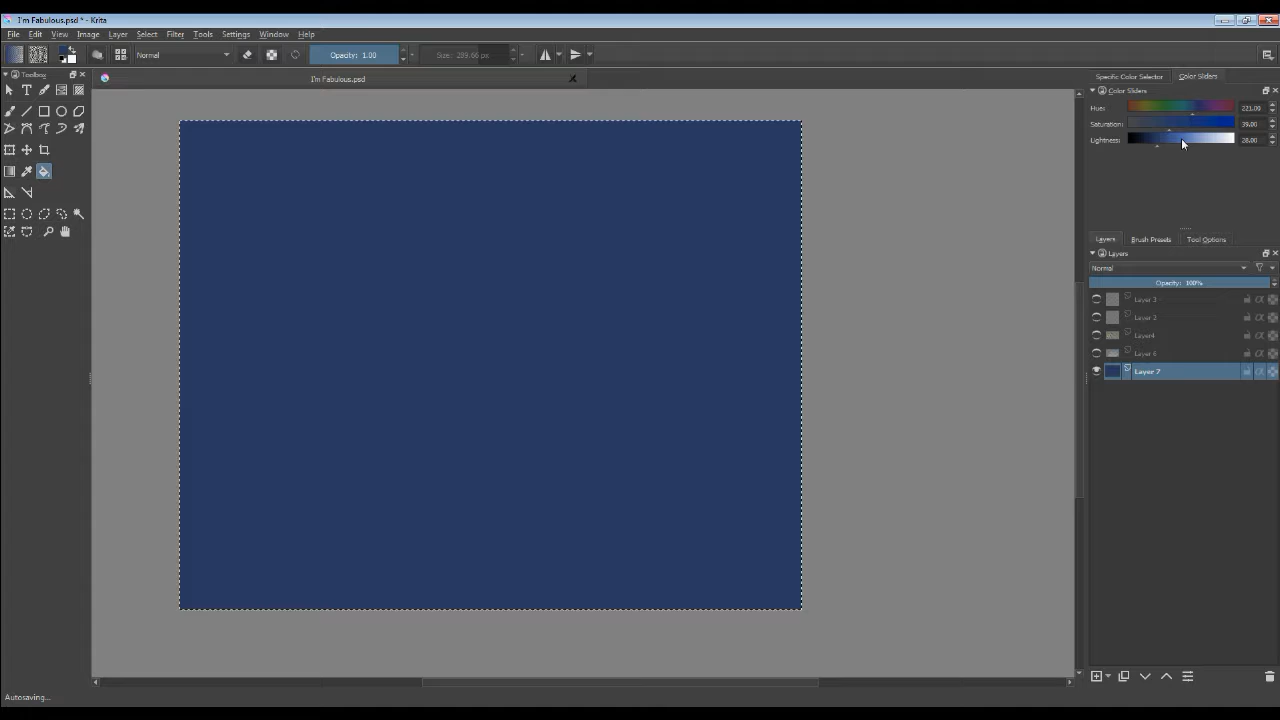 I'm Fabulous.psd * - Krita
File Edit View Image Layer Select Filter Tools Settings Window Help
Normal
Opacity: 1.00
Size: 289.66 px
Toolbox
I'm Fabulous.psd
Specific Color Selector
Color Sliders
Color Sliders
Hue: 221.00
Saturation: 39.00
Lightness: 28.00
Layers
Brush Presets
Tool Options
Layers
Normal
Opacity: 100%
Layer 3
Layer 2
Layer4
Layer 6
Layer 7
Autosaving...